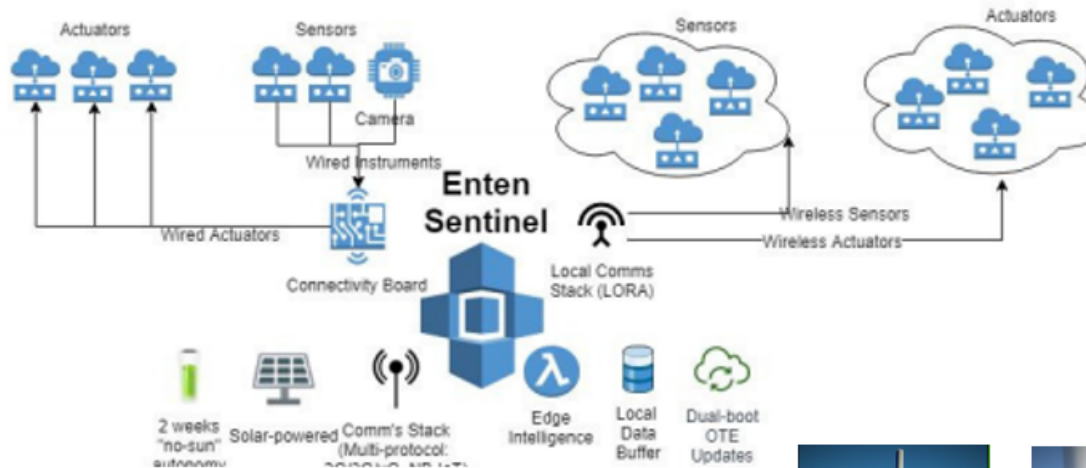 Actuators
Sensors
Sensors
Actuators
Camera
Wired Instruments
Enten
Sentinel
Wireless Sensors
Wired Actuators
Wireless Actuators
Connectivity Board
Local Comms
Stack (LORA)
2 weeks
"no-sun"
autonomy
Solar-powered
Comm's Stack
(Multi-protocol:
Edge
Intelligence
Local
Data
Buffer
Dual-boot
OTE
Updates